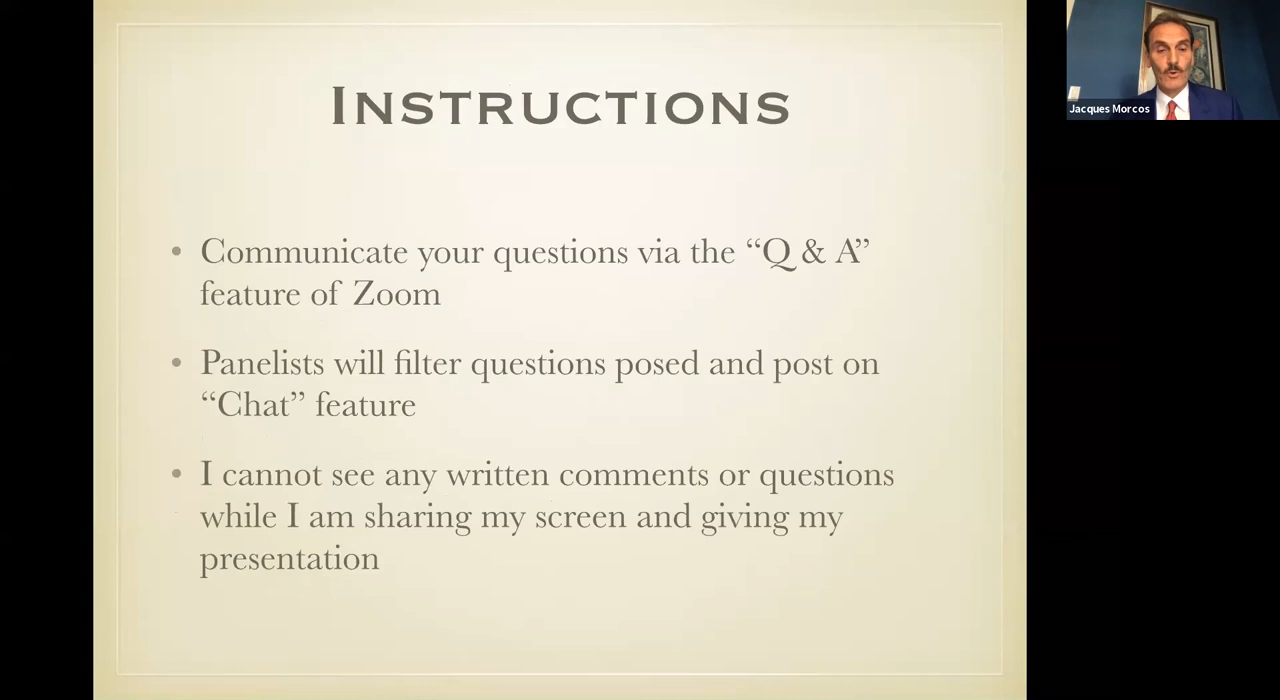 INSTRUCTIONS
• Communicate your questions via the “Q & A”
feature of Zoom
• Panelists will filter questions posed and post on
“Chat” feature
• I cannot see any written comments or questions
while I am sharing my screen and giving my
presentation
Jacques Morcos